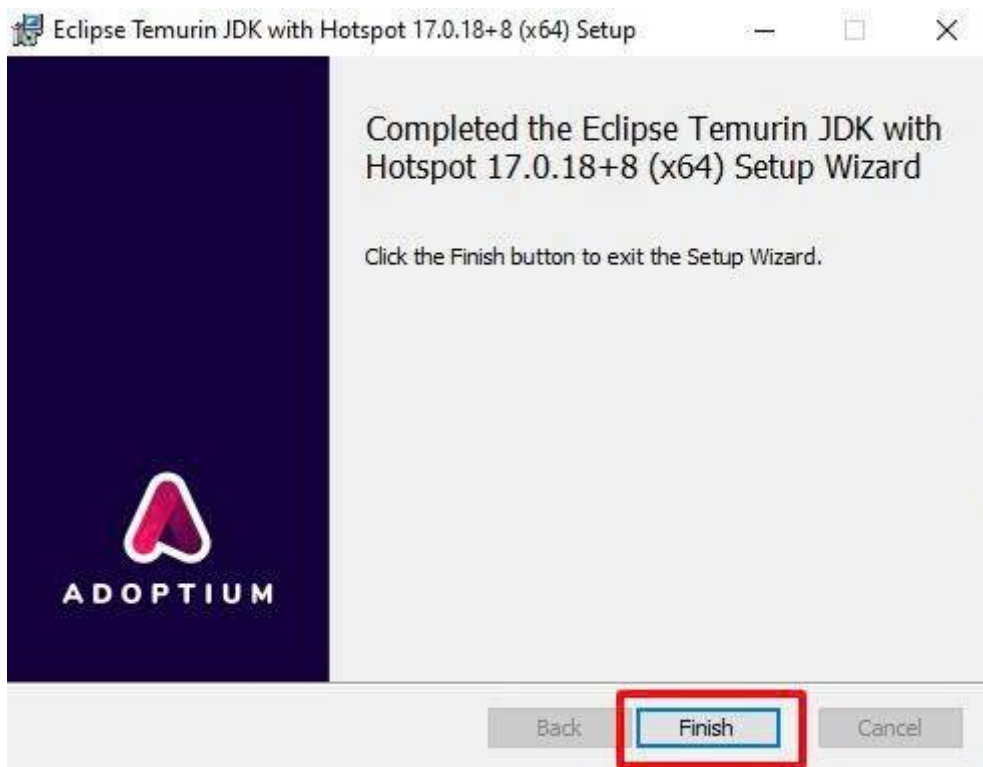 Eclipse Temurin JDK with Hotspot 17.0.18+8 (x64) Setup
Completed the Eclipse Temurin JDK with
Hotspot 17.0.18+8 (x64) Setup Wizard
Click the Finish button to exit the Setup Wizard.
ADOPTIUM
Back
Finish
Cancel